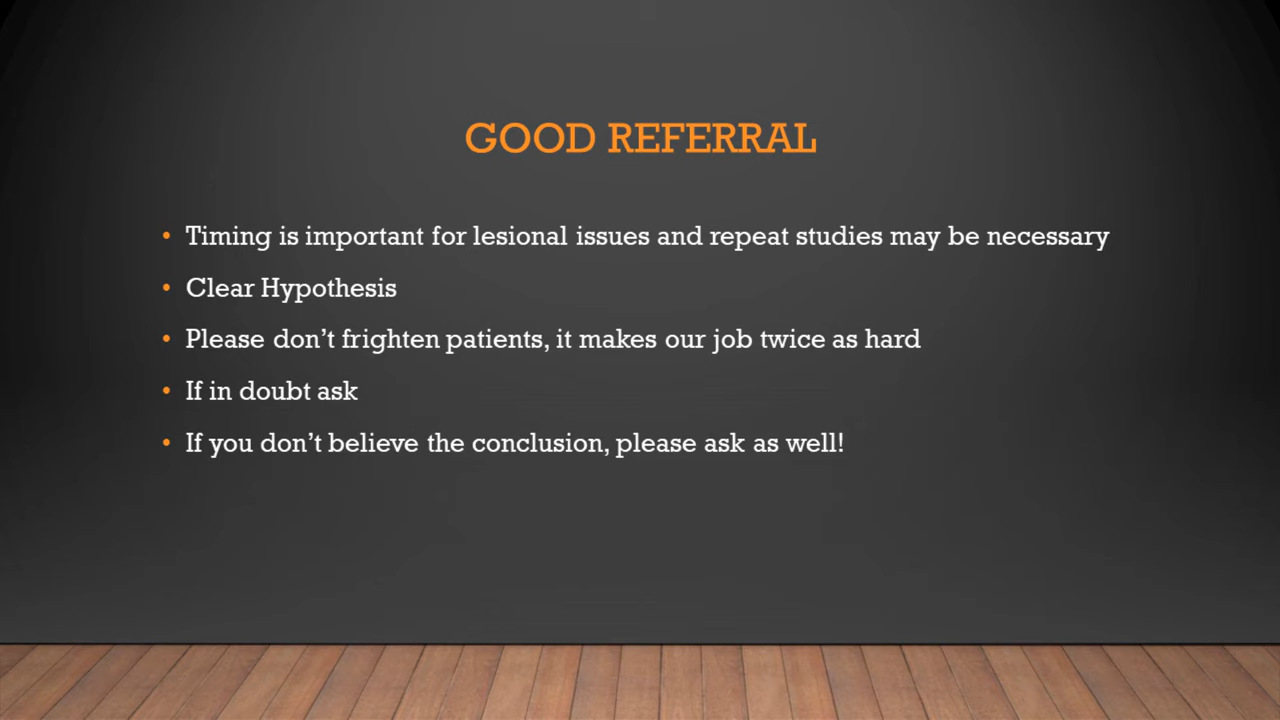 GOOD REFERRAL
• Timing is important for lesional issues and repeat studies may be necessary
• Clear Hypothesis
• Please don’t frighten patients, it makes our job twice as hard
• If in doubt ask
• If you don’t believe the conclusion, please ask as well!